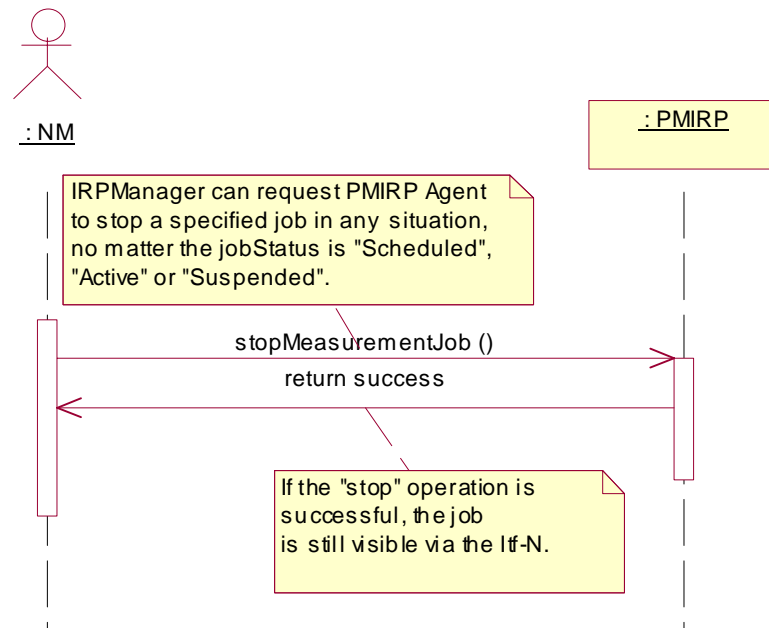 : NM
: PMIRP
IRPManager can request PMIRP Agent
to stop a specified job in any situation,
no matter the jobStatus is "Scheduled",
"Active" or "Suspended".
stopMeasurementJob ()
return success
If the "stop" operation is
successful, the job
is still visible via the Itf-N.